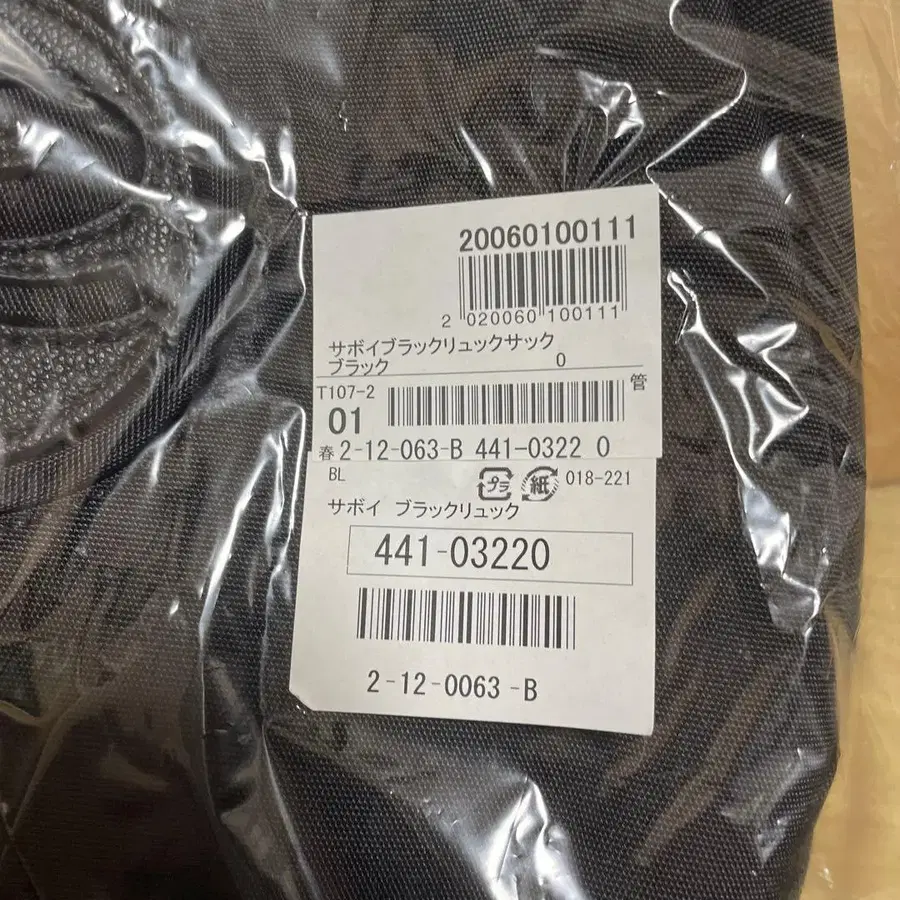 20060100111
2 020060 100111
サボイブラックリュックサック
ブラック 0
T107-2 管
01
春 2-12-063-B 441-0322 0
BL プラ 紙 018-221
サボイ ブラックリュック
441-03220
2-12-0063-B